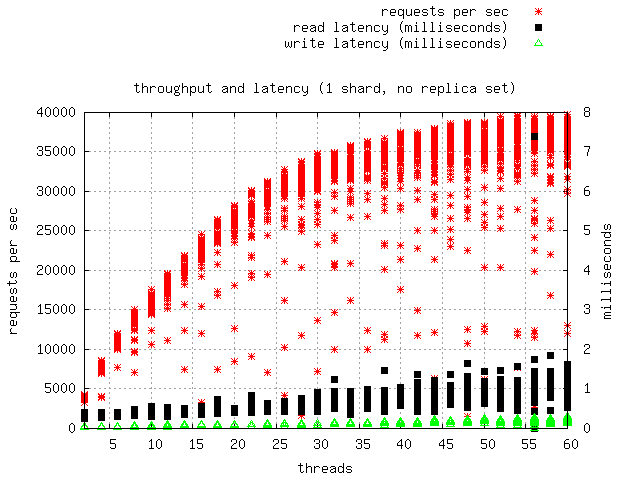 requests per sec
read latency (milliseconds)
write latency (milliseconds)
throughput and latency (1 shard, no replica set)
40000 8
35000 7
30000 6
25000 5
20000 4
15000 3
10000 2
5000 1
0 0
requests per sec
milliseconds
5 10 15 20 25 30 35 40 45 50 55 60
threads